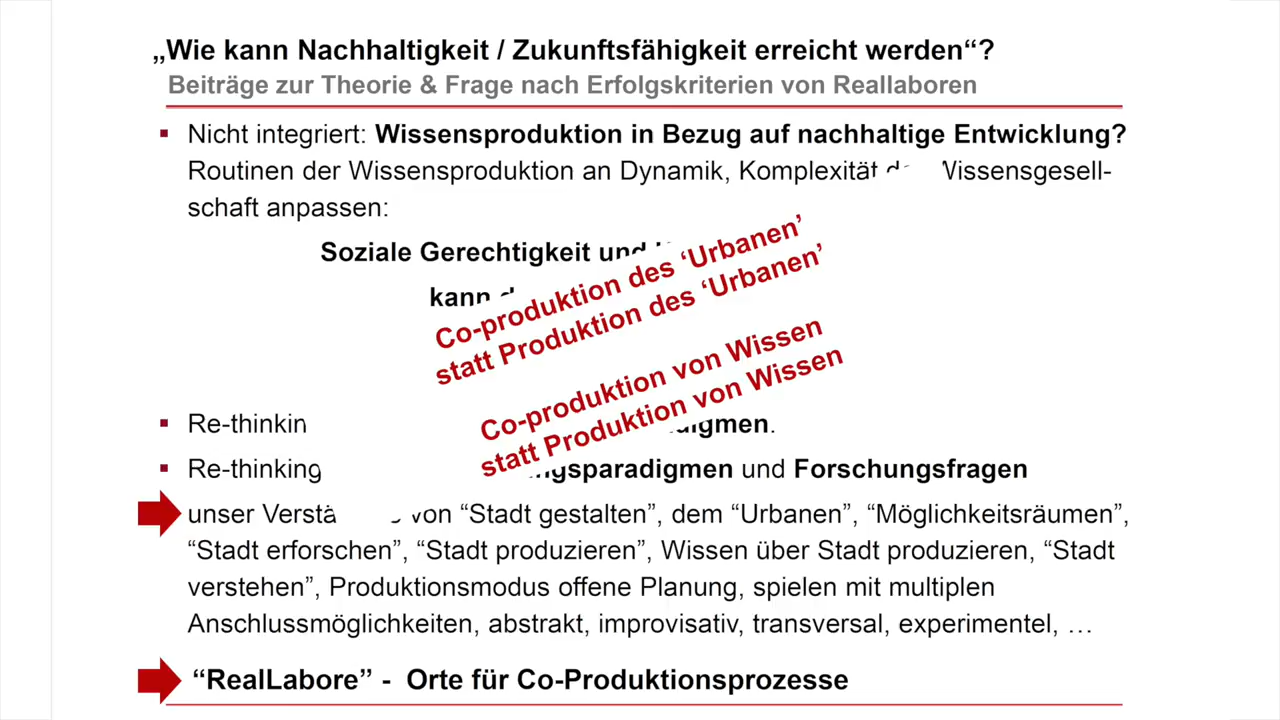 „Wie kann Nachhaltigkeit / Zukunftsfähigkeit erreicht werden“?
Beiträge zur Theorie & Frage nach Erfolgskriterien von Reallaboren
▪ Nicht integriert: Wissensproduktion in Bezug auf nachhaltige Entwicklung?
Routinen der Wissensproduktion an Dynamik, Komplexität Wissensgesell-
schaft anpassen:
Soziale Gerechtigkeit und
kann
Co-produktion des ‘Urbanen’
statt Produktion des ‘Urbanen’
Co-produktion von Wissen
statt Produktion von Wissen
▪ Re-thinkin
▪ Re-thinking und Forschungsfragen
unser von “Stadt gestalten”, dem “Urbanen”, “Möglichkeitsräumen”,
“Stadt erforschen”, “Stadt produzieren”, Wissen über Stadt produzieren, “Stadt
verstehen”, Produktionsmodus offene Planung, spielen mit multiplen
Anschlussmöglichkeiten, abstrakt, improvisativ, transversal, experimentel, …
“RealLabore” - Orte für Co-Produktionsprozesse